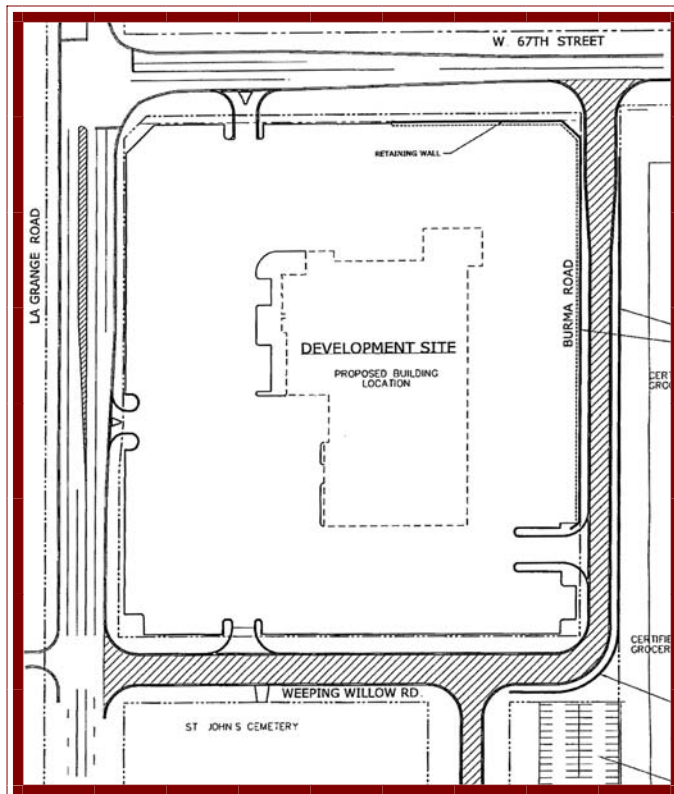 W. 67TH STREET
RETAINING WALL
LA GRANGE ROAD
BURMA ROAD
DEVELOPMENT SITE
PROPOSED BUILDING
LOCATION
WEEPING WILLOW RD.
ST JOHN S CEMETERY